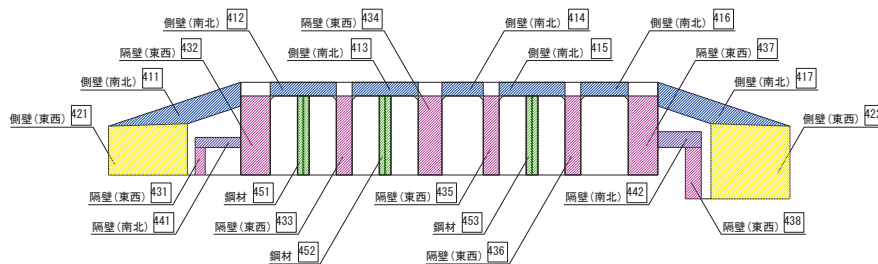 側壁(南北) 412
隔壁(東西) 434
側壁(南北) 414
側壁(南北) 416
隔壁(東西) 432
側壁(南北) 413
側壁(南北) 415
隔壁(東西) 437
側壁(南北) 411
側壁(南北) 417
側壁(東西) 421
側壁(東西) 422
隔壁(東西) 431
鋼材 451
隔壁(東西) 435
隔壁(南北) 442
隔壁(南北) 441
隔壁(東西) 433
鋼材 453
隔壁(東西) 438
鋼材 452
隔壁(東西) 436